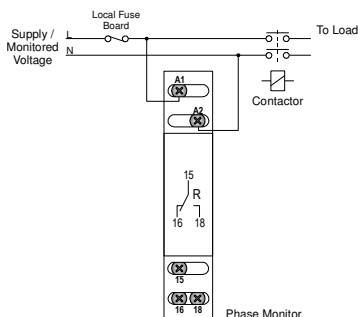 Local Fuse
Board
Supply /
Monitored
Voltage
L
N
To Load
Contactor
A1
A2
15
R
16 18
15
16 18
Phase Monitor